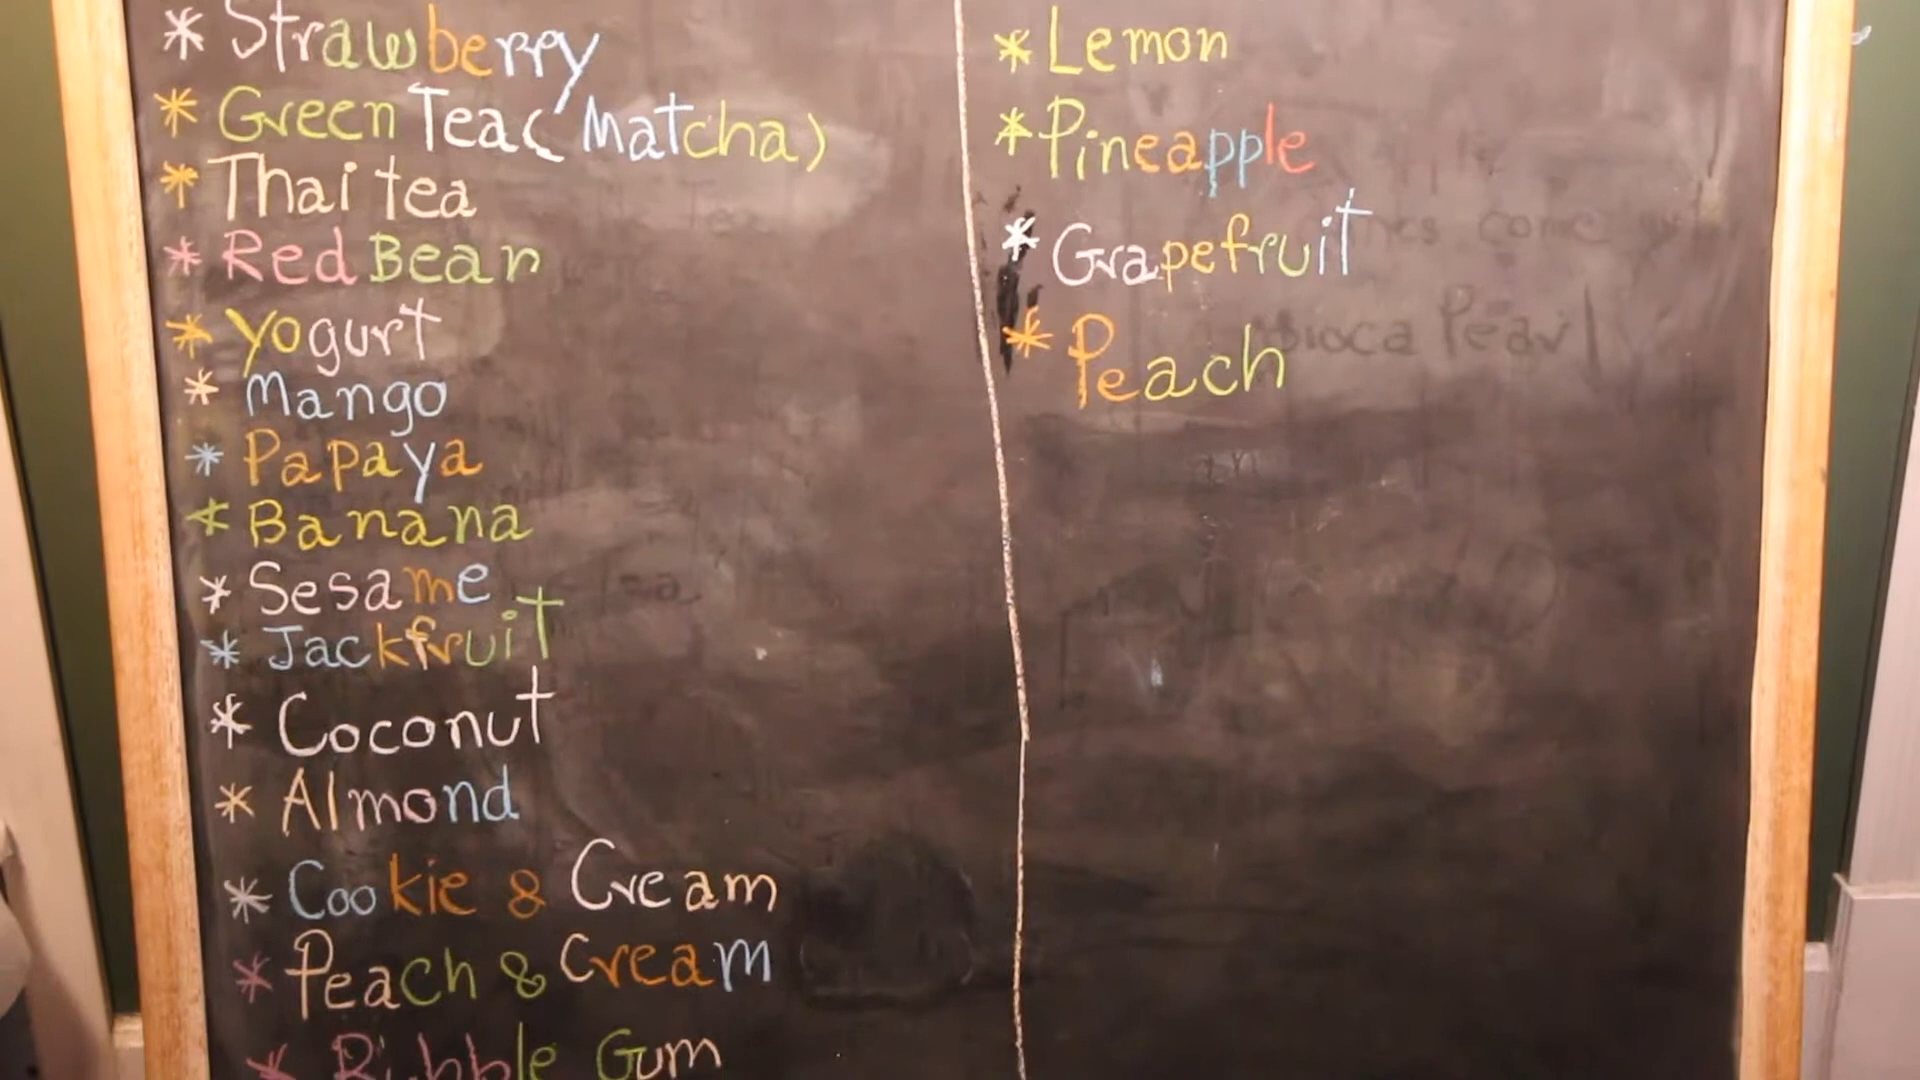 * Strawberry
* Green Tea (Matcha)
* Thai tea
* Red Bean
* Yogurt
* Mango
* Papaya
* Banana
* Sesame
* Jackfruit
* Coconut
* Almond
* Cookie & Cream
* Peach & Cream
* Bubble Gum
* Lemon
* Pineapple
* Grapefruit
* Peach